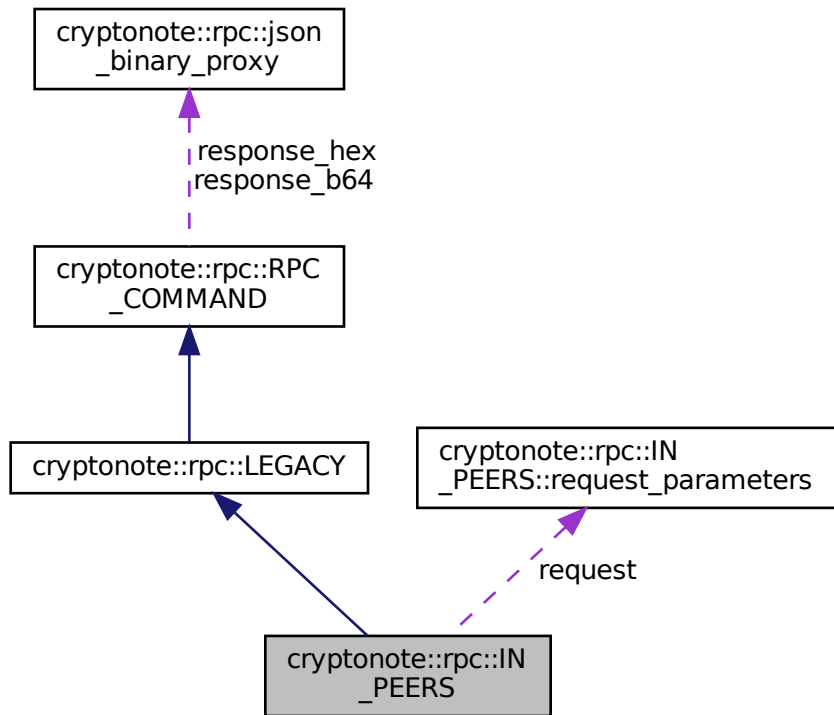 cryptonote::rpc::json
_binary_proxy
response_hex
response_b64
cryptonote::rpc::RPC
_COMMAND
cryptonote::rpc::LEGACY
cryptonote::rpc::IN
_PEERS::request_parameters
request
cryptonote::rpc::IN
_PEERS